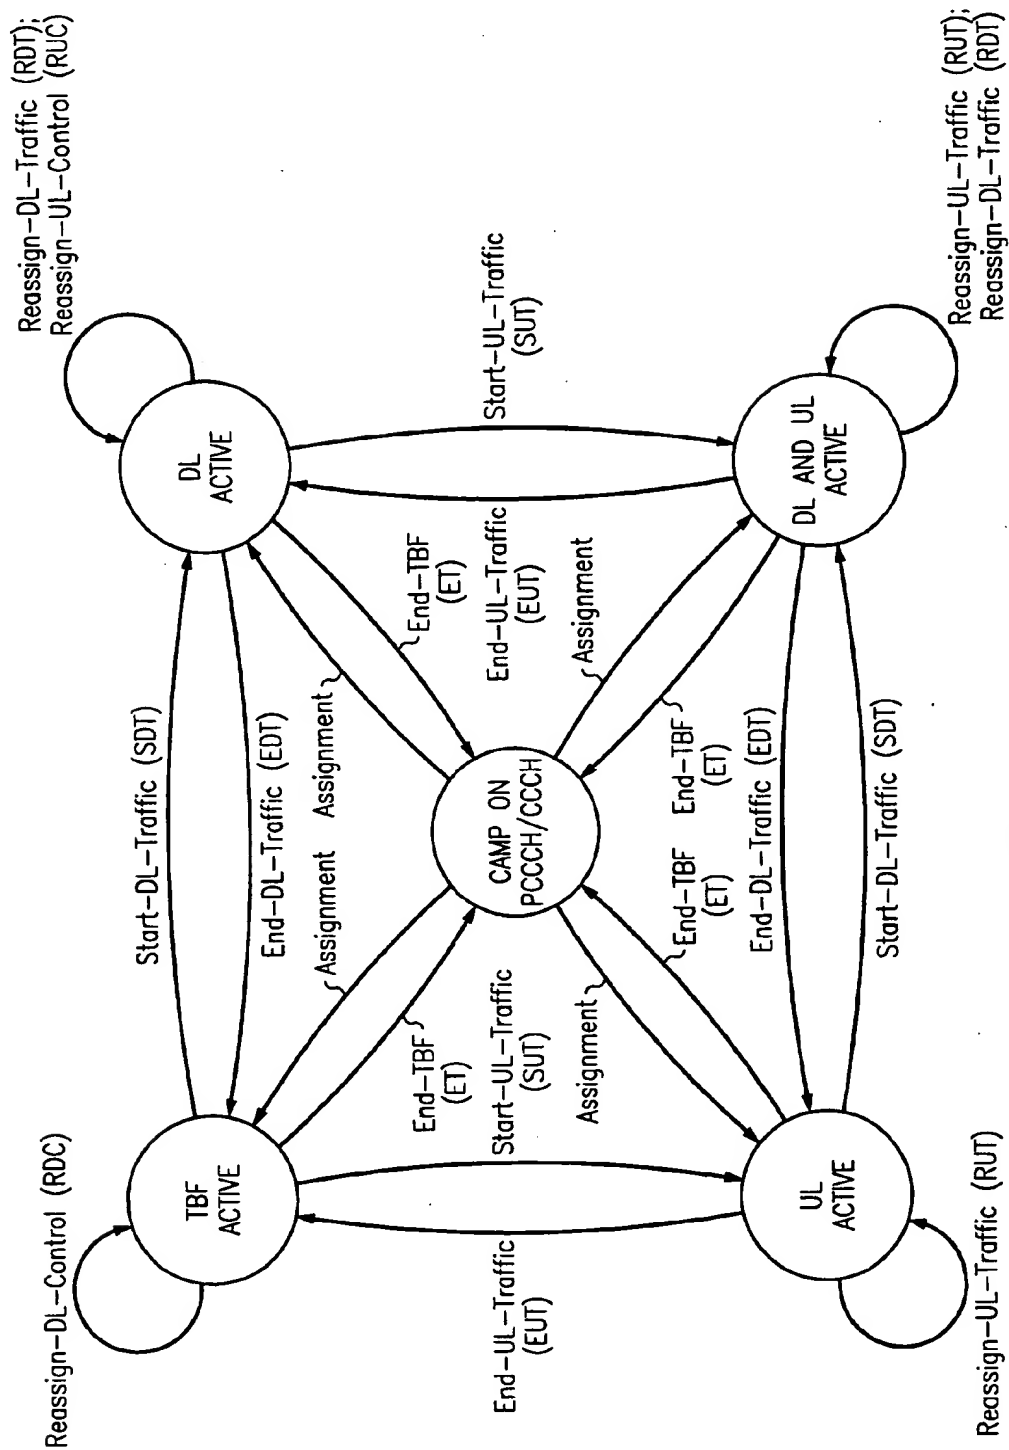 Reassign-DL-Control (RDC)
Reassign-DL-Traffic (RDT);
Reassign-UL-Control (RUC)
TBF
ACTIVE
Start-DL-Traffic (SDT)
End-DL-Traffic (EDT)
DL
ACTIVE
Assignment
Assignment
End-TBF
(ET)
End-TBF
(ET)
End-UL-Traffic
(EUT)
Start-UL-Traffic
(SUT)
CAMP ON
PCCCH/CCCH
End-UL-Traffic
(EUT)
Start-UL-Traffic
(SUT)
Assignment
Assignment
End-TBF
(ET)
End-TBF
(ET)
UL
ACTIVE
End-DL-Traffic (EDT)
Start-DL-Traffic (SDT)
DL AND UL
ACTIVE
Reassign-UL-Traffic (RUT)
Reassign-UL-Traffic (RUT);
Reassign-DL-Traffic (RDT)